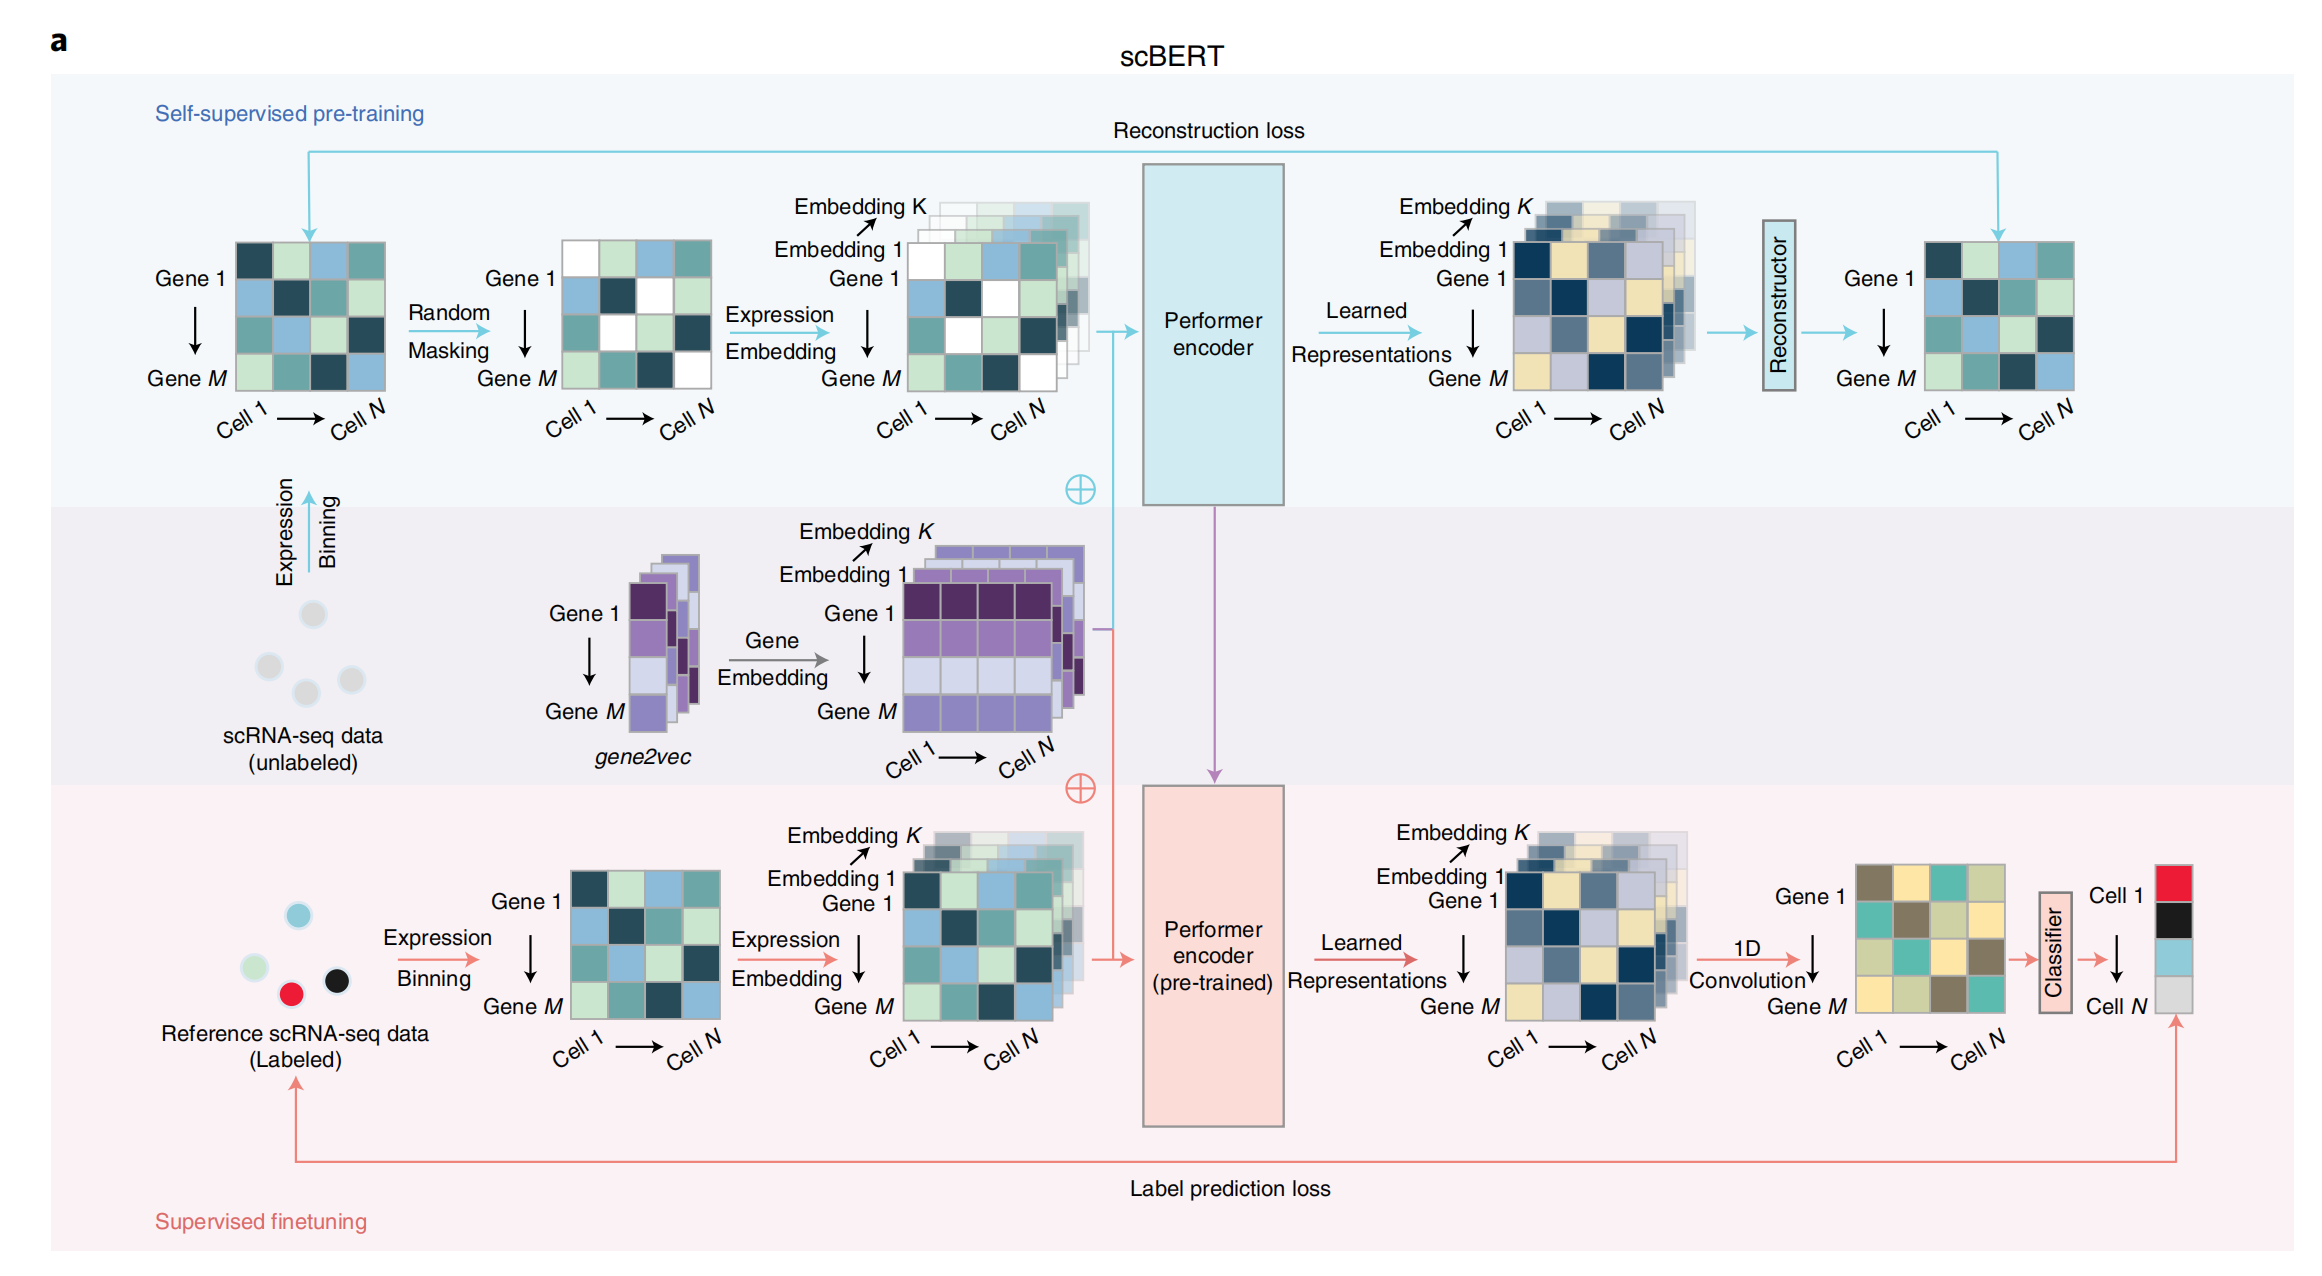 a
scBERT
Self-supervised pre-training
Reconstruction loss
Gene 1
Gene M
Cell 1
Cell N
Random
Masking
Gene 1
Gene M
Cell 1
Cell N
Expression
Embedding
Embedding K
Embedding 1
Gene 1
Gene M
Cell 1
Cell N
Performer
encoder
Learned
Representations
Embedding K
Embedding 1
Gene 1
Gene M
Cell 1
Cell N
Reconstructor
Gene 1
Gene M
Cell 1
Cell N
Expression
Binning
scRNA-seq data
(unlabeled)
Gene 1
Gene M
gene2vec
Gene
Embedding
Embedding K
Embedding 1
Gene 1
Gene M
Cell 1
Cell N
Reference scRNA-seq data
(Labeled)
Expression
Binning
Gene 1
Gene M
Cell 1
Cell N
Expression
Embedding
Embedding K
Embedding 1
Gene 1
Gene M
Cell 1
Cell N
Performer
encoder
(pre-trained)
Learned
Representations
Embedding K
Embedding 1
Gene 1
Gene M
Cell 1
Cell N
1D
Convolution
Gene 1
Gene M
Cell 1
Cell N
Classifier
Cell 1
Cell N
Label prediction loss
Supervised finetuning